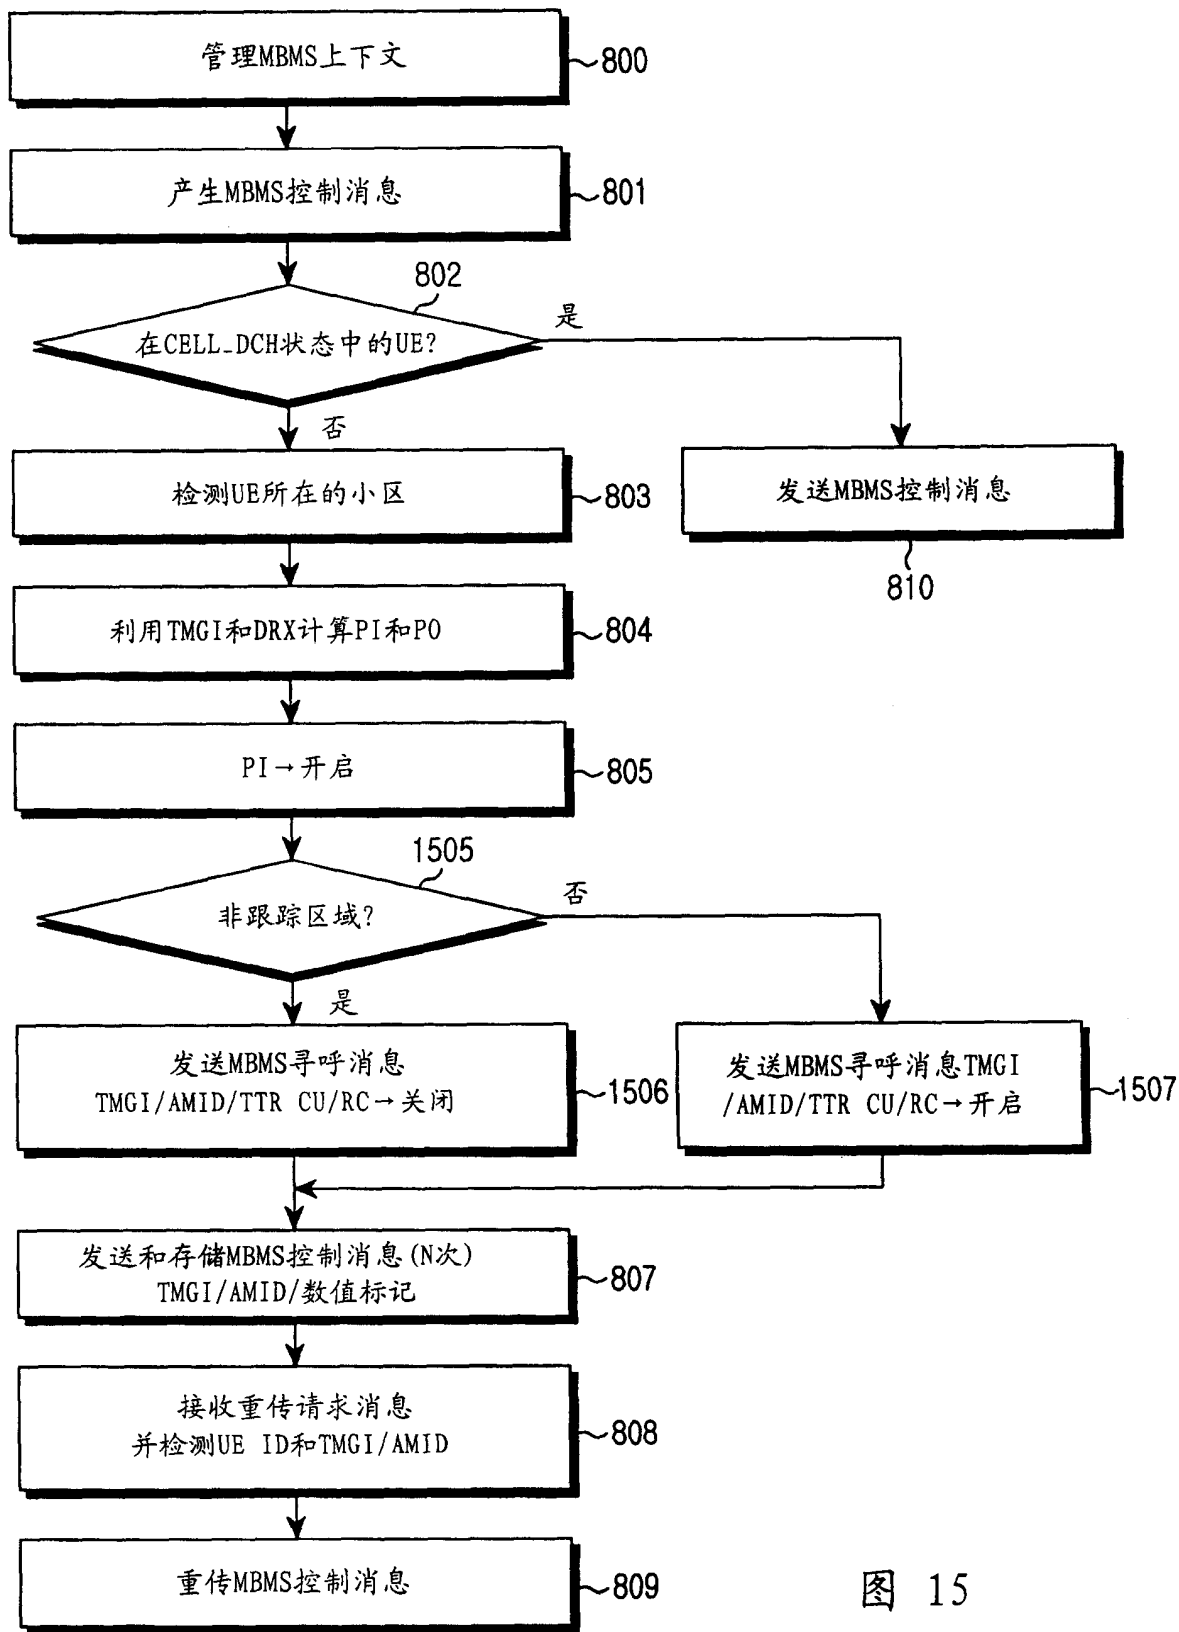 管理MBMS上下文
800
产生MBMS控制消息
801
802
在CELL_DCH状态中的UE?
是
否
检测UE所在的小区
803
发送MBMS控制消息
810
利用TMGI和DRX计算PI和PO
804
PI→开启
805
1505
非跟踪区域?
否
是
发送MBMS寻呼消息
TMGI/AMID/TTR CU/RC→关闭
1506
发送MBMS寻呼消息TMGI
/AMID/TTR CU/RC→开启
1507
发送和存储MBMS控制消息(N次)
TMGI/AMID/数值标记
807
接收重传请求消息
并检测UE ID和TMGI/AMID
808
重传MBMS控制消息
809
图 15